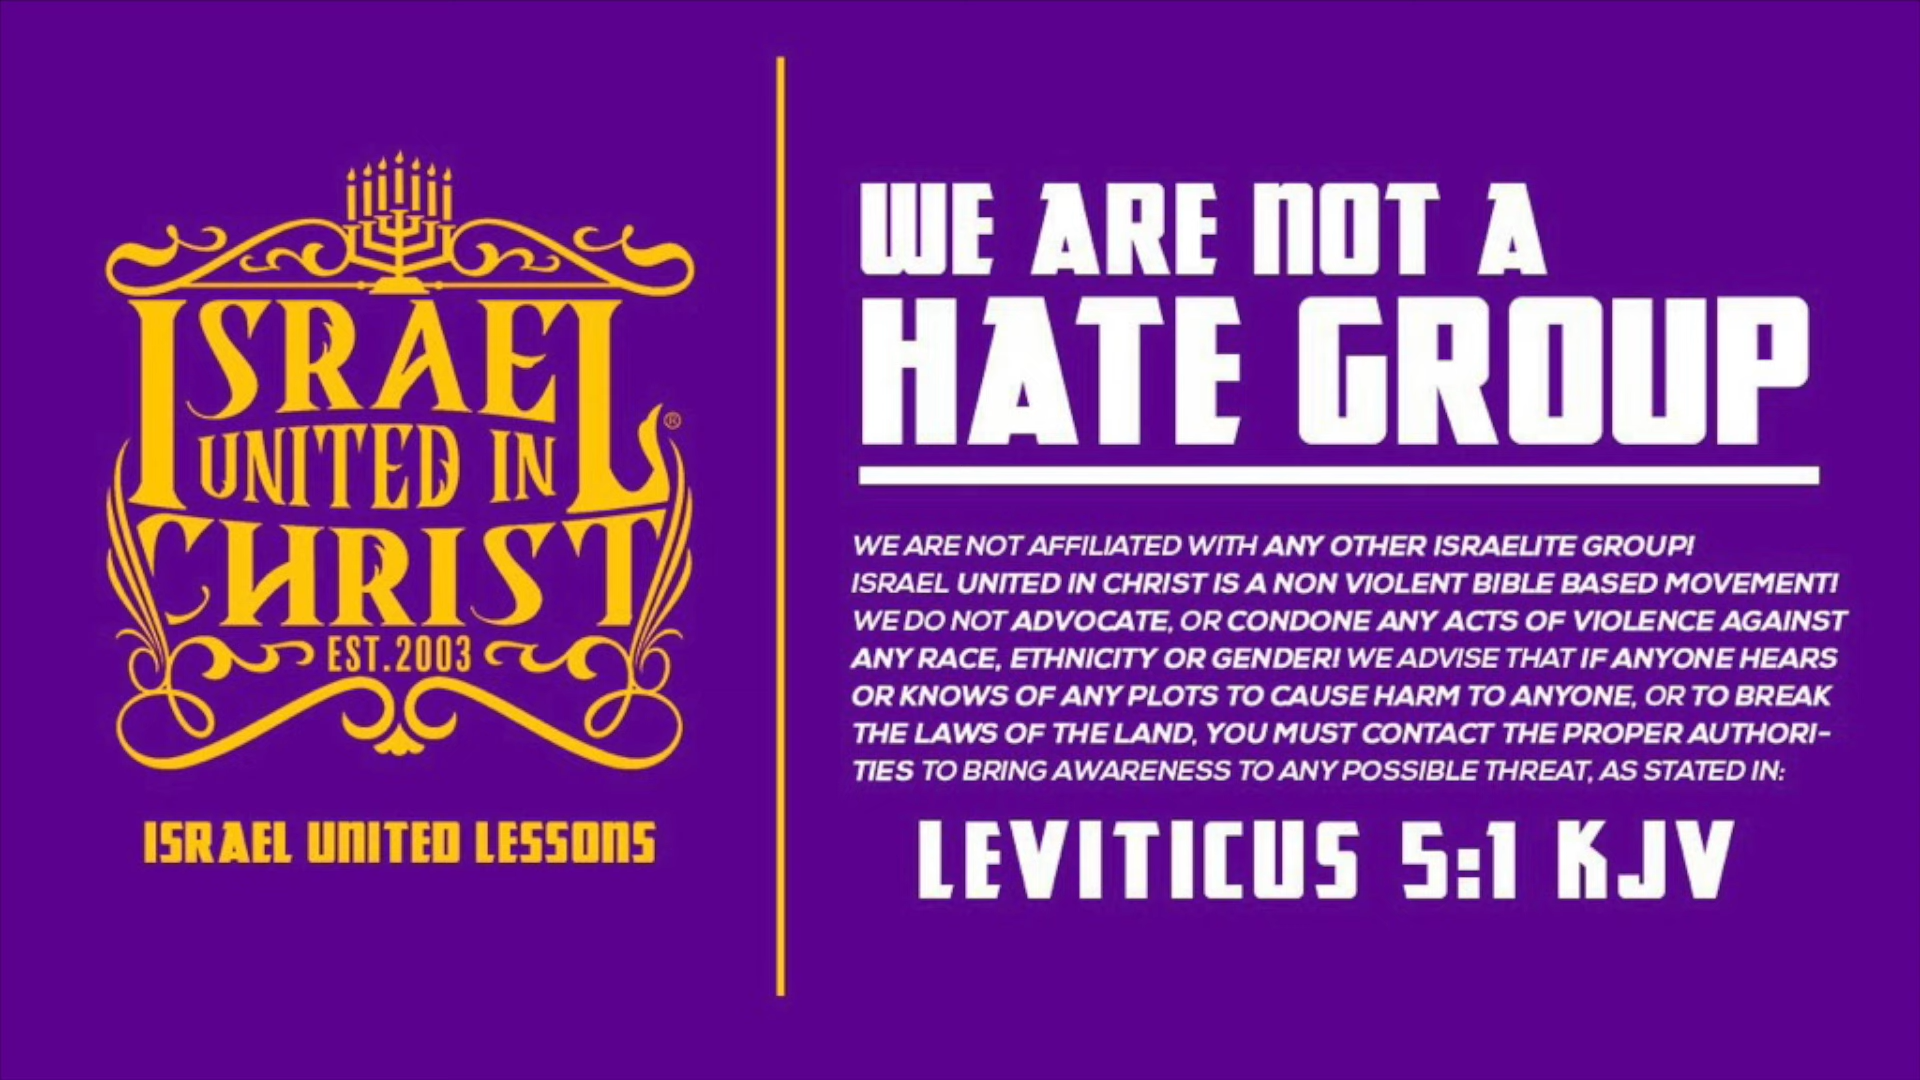 ISRAEL
UNITED IN
CHRIST
®
EST.2003
ISRAEL UNITED LESSONS
WE ARE NOT A
HATE GROUP
WE ARE NOT AFFILIATED WITH ANY OTHER ISRAELITE GROUP!
ISRAEL UNITED IN CHRIST IS A NON VIOLENT BIBLE BASED MOVEMENT!
WE DO NOT ADVOCATE, OR CONDONE ANY ACTS OF VIOLENCE AGAINST
ANY RACE, ETHNICITY OR GENDER! WE ADVISE THAT IF ANYONE HEARS
OR KNOWS OF ANY PLOTS TO CAUSE HARM TO ANYONE, OR TO BREAK
THE LAWS OF THE LAND, YOU MUST CONTACT THE PROPER AUTHORI-
TIES TO BRING AWARENESS TO ANY POSSIBLE THREAT, AS STATED IN:
LEVITICUS 5:1 KJV